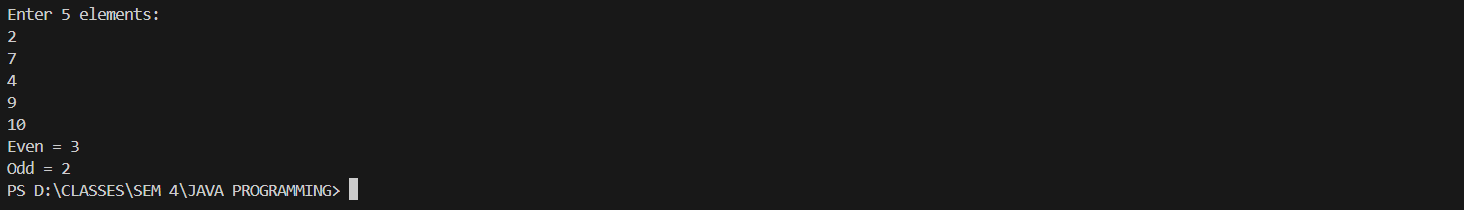 Enter 5 elements:
2
7
4
9
10
Even = 3
Odd = 2
PS D:\CLASSES\SEM 4\JAVA PROGRAMMING>